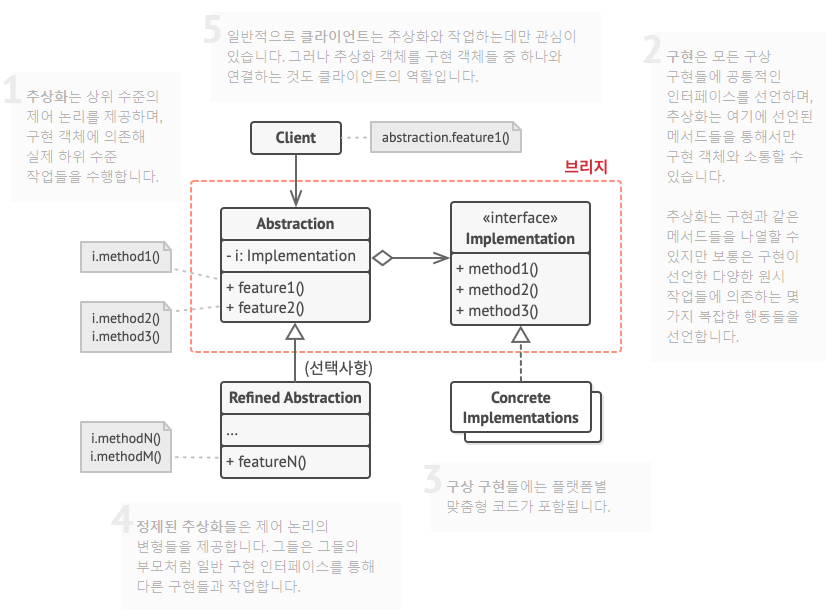 5
일반적으로 클라이언트는 추상화와 작업하는데만 관심이
있습니다. 그러나 추상화 객체를 구현 객체들 중 하나와
연결하는 것도 클라이언트의 역할입니다.
1
추상화는 상위 수준의
제어 논리를 제공하며,
구현 객체에 의존해
실제 하위 수준
작업들을 수행합니다.
2
구현은 모든 구상
구현들에 공통적인
인터페이스를 선언하며,
추상화는 여기에 선언된
메서드들을 통해서만
구현 객체와 소통할 수
있습니다.
추상화는 구현과 같은
메서드들을 나열할 수
있지만 보통은 구현이
선언한 다양한 원시
작업들에 의존하는 몇
가지 복잡한 행동들을
선언합니다.
Client
abstraction.feature1()
브리지
Abstraction
- i: Implementation
+ feature1()
+ feature2()
«interface»
Implementation
+ method1()
+ method2()
+ method3()
i.method1()
i.method2()
i.method3()
(선택사항)
Refined Abstraction
...
+ featureN()
Concrete
Implementations
i.methodN()
i.methodM()
3
구상 구현들에는 플랫폼별
맞춤형 코드가 포함됩니다.
4
정제된 추상화들은 제어 논리의
변형들을 제공합니다. 그들은 그들의
부모처럼 일반 구현 인터페이스를 통해
다른 구현들과 작업합니다.